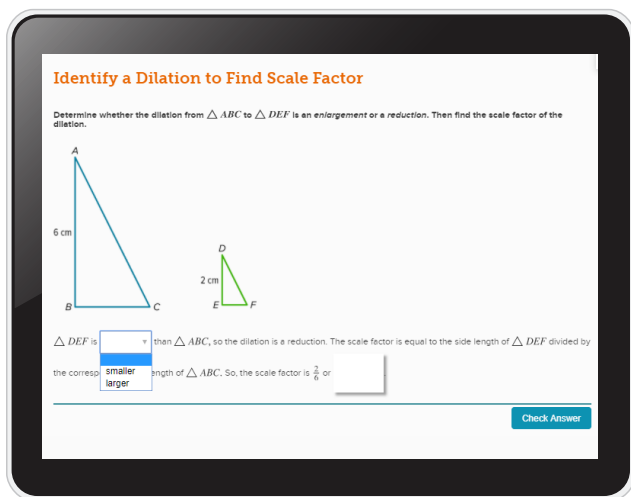 Identify a Dilation to Find Scale Factor
Determine whether the dilation from △ ABC to △ DEF is an enlargement or a reduction. Then find the scale factor of the
dilation.
A
6 cm
D
2 cm
B
C
E
F
△ DEF is than △ ABC, so the dilation is a reduction. The scale factor is equal to the side length of △ DEF divided by
the corresp ength of △ ABC. So, the scale factor is 2/6 or .
smaller
larger
Check Answer